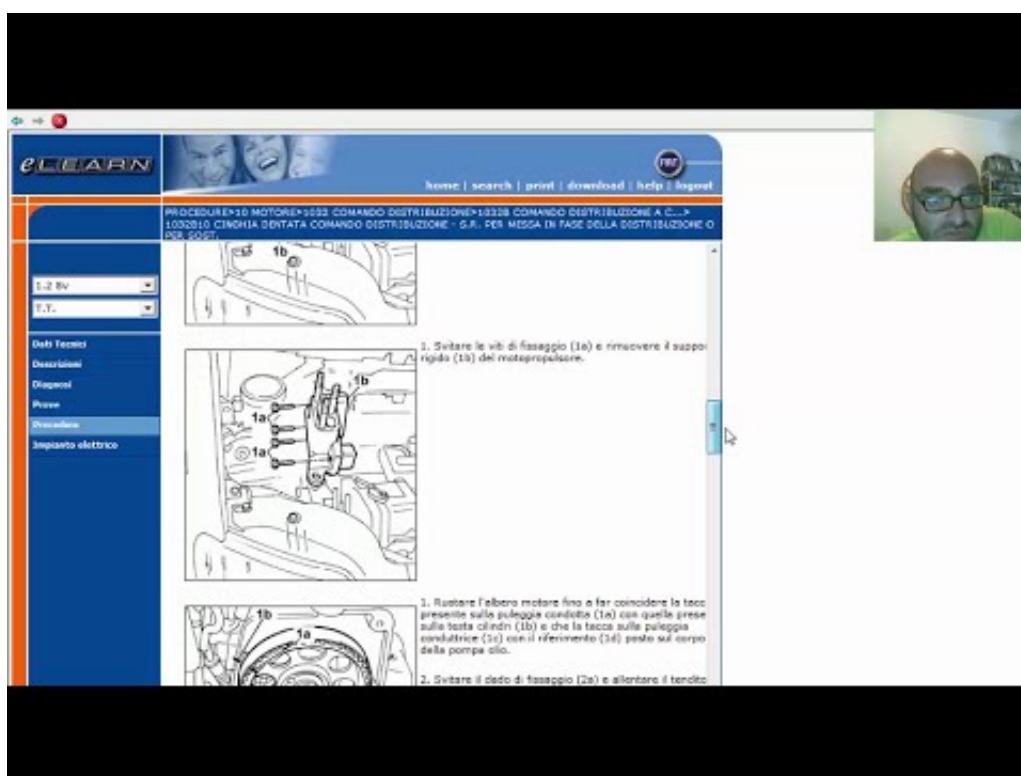 eLEARN
FIAT
home | search | print | download | help | logout
PROCEDURE>10 MOTORE>1032 COMANDO DISTRIBUZIONE>1032B COMANDO DISTRIBUZIONE A C...>
1032B10 CINGHIA DENTATA COMANDO DISTRIBUZIONE - S.R. PER MESSA IN FASE DELLA DISTRIBUZIONE O
PER SOST.
1.2 8v
T.T.
Dati Tecnici
Descrizioni
Diagnosi
Prove
Procedure
Impianto elettrico
1b
1. Svitare le viti di fissaggio (1a) e rimuovere il suppo
rigido (1b) del motopropulsore.
1b
1a
1a
1. Ruotare l'albero motore fino a far coincidere la tacc
presente sulla puleggia condotta (1a) con quella prese
sulla testa cilindri (1b) e che la tacca sulla puleggia
conduttrice (1c) con il riferimento (1d) posto sul corpo
della pompa olio.
1b
1a
2. Svitare il dado di fissaggio (2a) e allentare il tendito